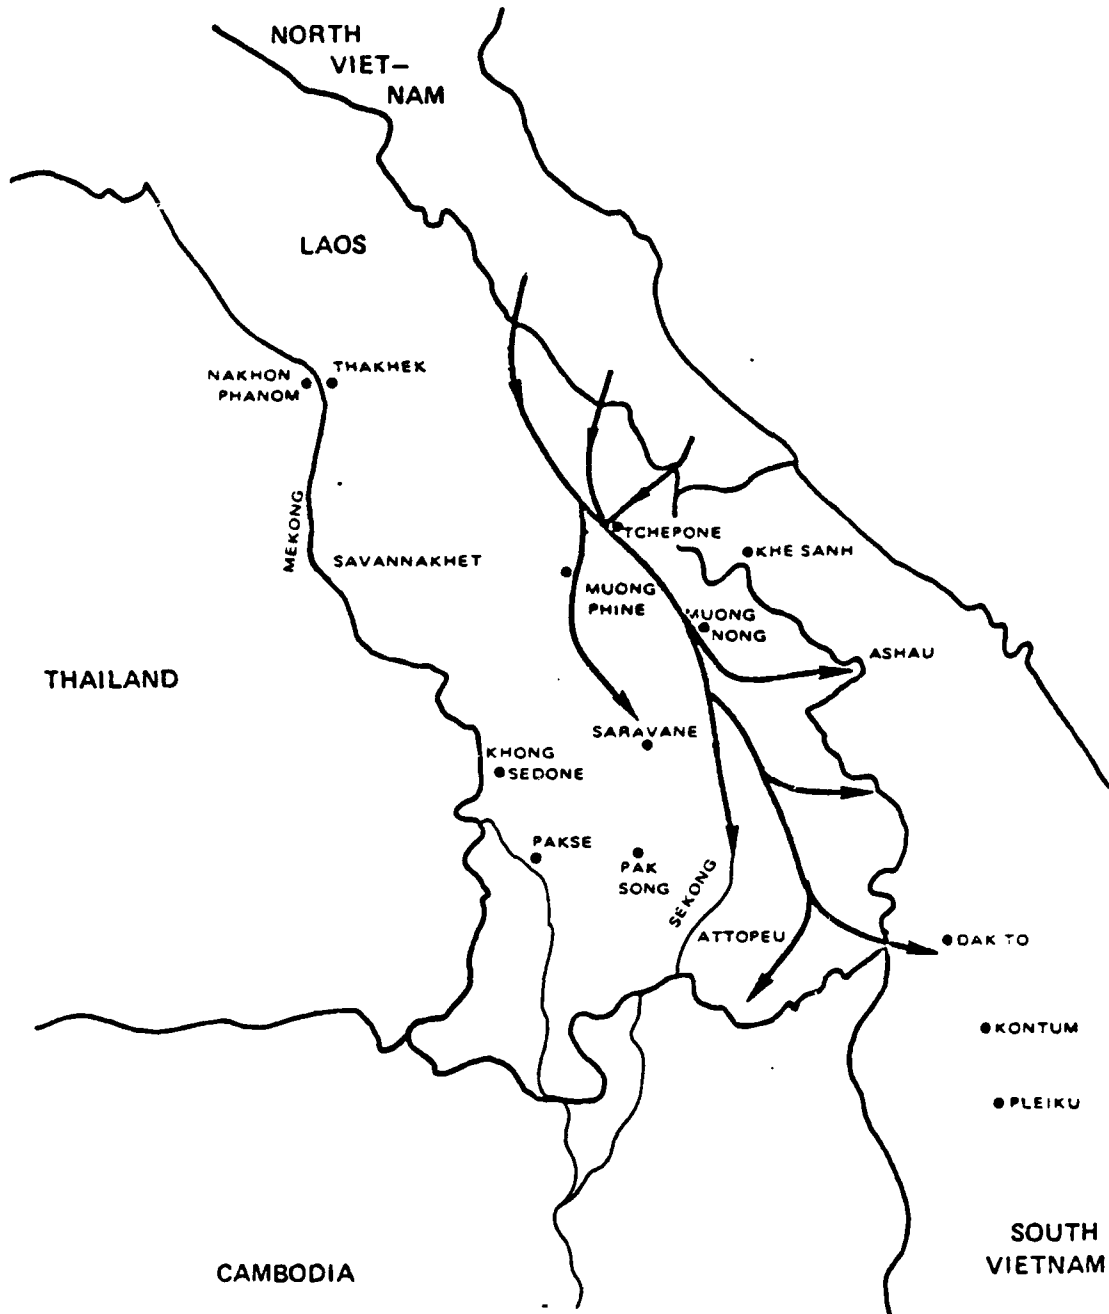 NORTH
VIET-
NAM
LAOS
NAKHON
PHANOM
THAKHEK
MEKONG
SAVANNAKHET
TCHEPONE
KHE SANH
MUONG
PHINE
MUONG
NONG
ASHAU
THAILAND
SARAVANE
KHONG
SEDONE
PAKSE
PAK
SONG
SEKONG
ATTOPEU
DAK TO
KONTUM
PLEIKU
SOUTH
VIETNAM
CAMBODIA